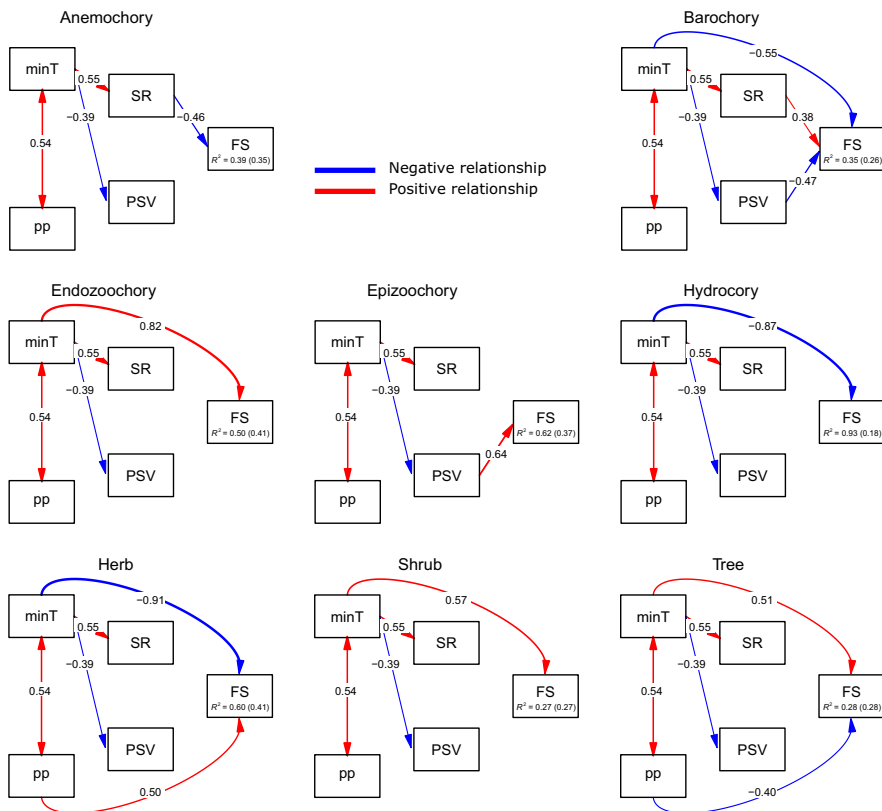 Anemochory
minT
0.55
SR
−0.39
−0.46
0.54
FS
R² = 0.39 (0.35)
PSV
pp
Negative relationship
Positive relationship
Barochory
−0.55
minT
0.55
SR
−0.39
0.38
0.54
FS
R² = 0.35 (0.26)
−0.47
PSV
pp
Endozoochory
0.82
minT
0.55
SR
−0.39
0.54
FS
R² = 0.50 (0.41)
PSV
pp
Epizoochory
minT
0.55
SR
−0.39
0.54
FS
R² = 0.62 (0.37)
0.64
PSV
pp
Hydrocory
−0.87
minT
0.55
SR
−0.39
0.54
FS
R² = 0.93 (0.18)
PSV
pp
Herb
−0.91
minT
0.55
SR
−0.39
0.54
FS
R² = 0.60 (0.41)
PSV
pp
0.50
Shrub
0.57
minT
0.55
SR
−0.39
0.54
FS
R² = 0.27 (0.27)
PSV
pp
Tree
0.51
minT
0.55
SR
−0.39
0.54
FS
R² = 0.28 (0.28)
PSV
pp
−0.40